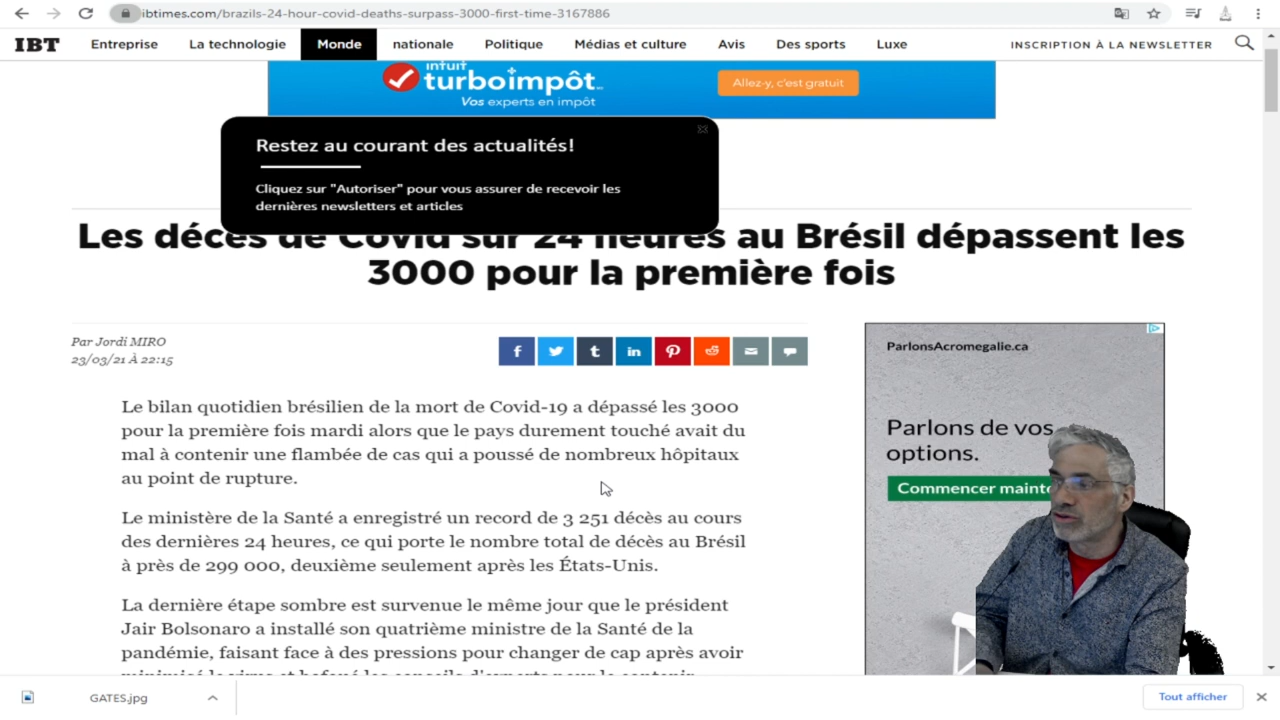 ibtimes.com/brazils-24-hour-covid-deaths-surpass-3000-first-time-3167886
IBT Entreprise La technologie Monde nationale Politique Médias et culture Avis Des sports Luxe INSCRIPTION À LA NEWSLETTER
intuit
turboimpôt
Vos experts en impôt
Allez-y, c'est gratuit
Restez au courant des actualités!
Cliquez sur "Autoriser" pour vous assurer de recevoir les
dernières newsletters et articles
Les décès de Covid sur 24 heures au Brésil dépassent les
3000 pour la première fois
Par Jordi MIRO
23/03/21 À 22:15
Le bilan quotidien brésilien de la mort de Covid-19 a dépassé les 3000
pour la première fois mardi alors que le pays durement touché avait du
mal à contenir une flambée de cas qui a poussé de nombreux hôpitaux
au point de rupture.
Le ministère de la Santé a enregistré un record de 3 251 décès au cours
des dernières 24 heures, ce qui porte le nombre total de décès au Brésil
à près de 299 000, deuxième seulement après les États-Unis.
La dernière étape sombre est survenue le même jour que le président
Jair Bolsonaro a installé son quatrième ministre de la Santé de la
pandémie, faisant face à des pressions pour changer de cap après avoir
ParlonsAcromegalie.ca
Parlons de vos
options.
Commencer mainte
GATES.jpg
Tout afficher